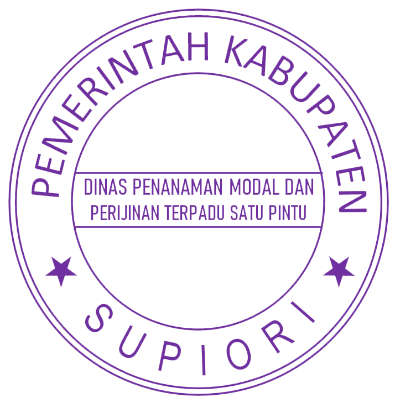 PEMERINTAH KABUPATEN
DINAS PENANAMAN MODAL DAN
PERIJINAN TERPADU SATU PINTU
SUPIORI